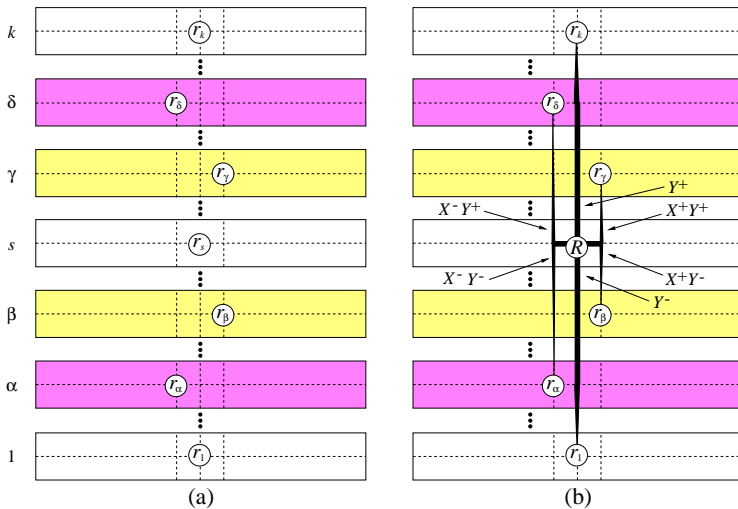 k r_k r_k
δ r_δ r_δ
γ r_γ r_γ
Y⁺
X⁻Y⁺ X⁺Y⁺
s r_s R
X⁻Y⁻ X⁺Y⁻
Y⁻
β r_β r_β
α r_α r_α
1 r_1 r_1
(a) (b)